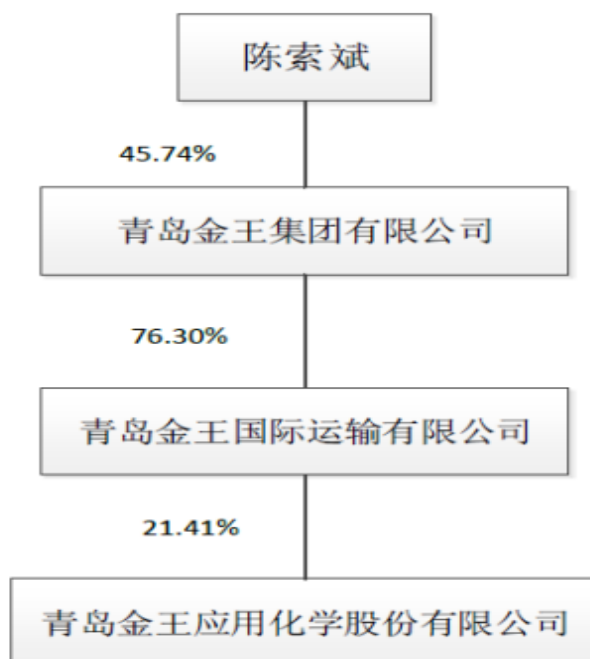 陈索斌
45.74%
青岛金王集团有限公司
76.30%
青岛金王国际运输有限公司
21.41%
青岛金王应用化学股份有限公司